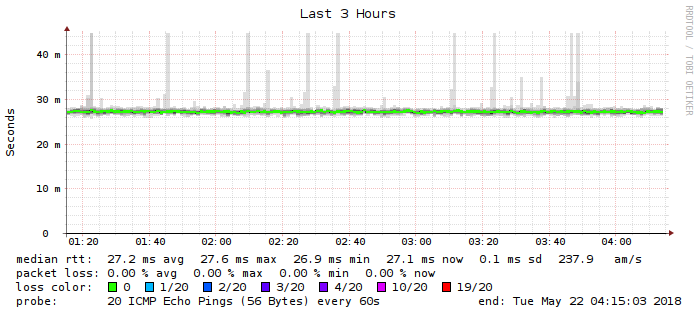 Last 3 Hours
RRDTOOL / TOBI OETIKER
Seconds
40 m
30 m
20 m
10 m
0
01:20 01:40 02:00 02:20 02:40 03:00 03:20 03:40 04:00
median rtt: 27.2 ms avg 27.6 ms max 26.9 ms min 27.1 ms now 0.1 ms sd 237.9 am/s
packet loss: 0.00 % avg 0.00 % max 0.00 % min 0.00 % now
loss color: 0 1/20 2/20 3/20 4/20 10/20 19/20
probe: 20 ICMP Echo Pings (56 Bytes) every 60s end: Tue May 22 04:15:03 2018